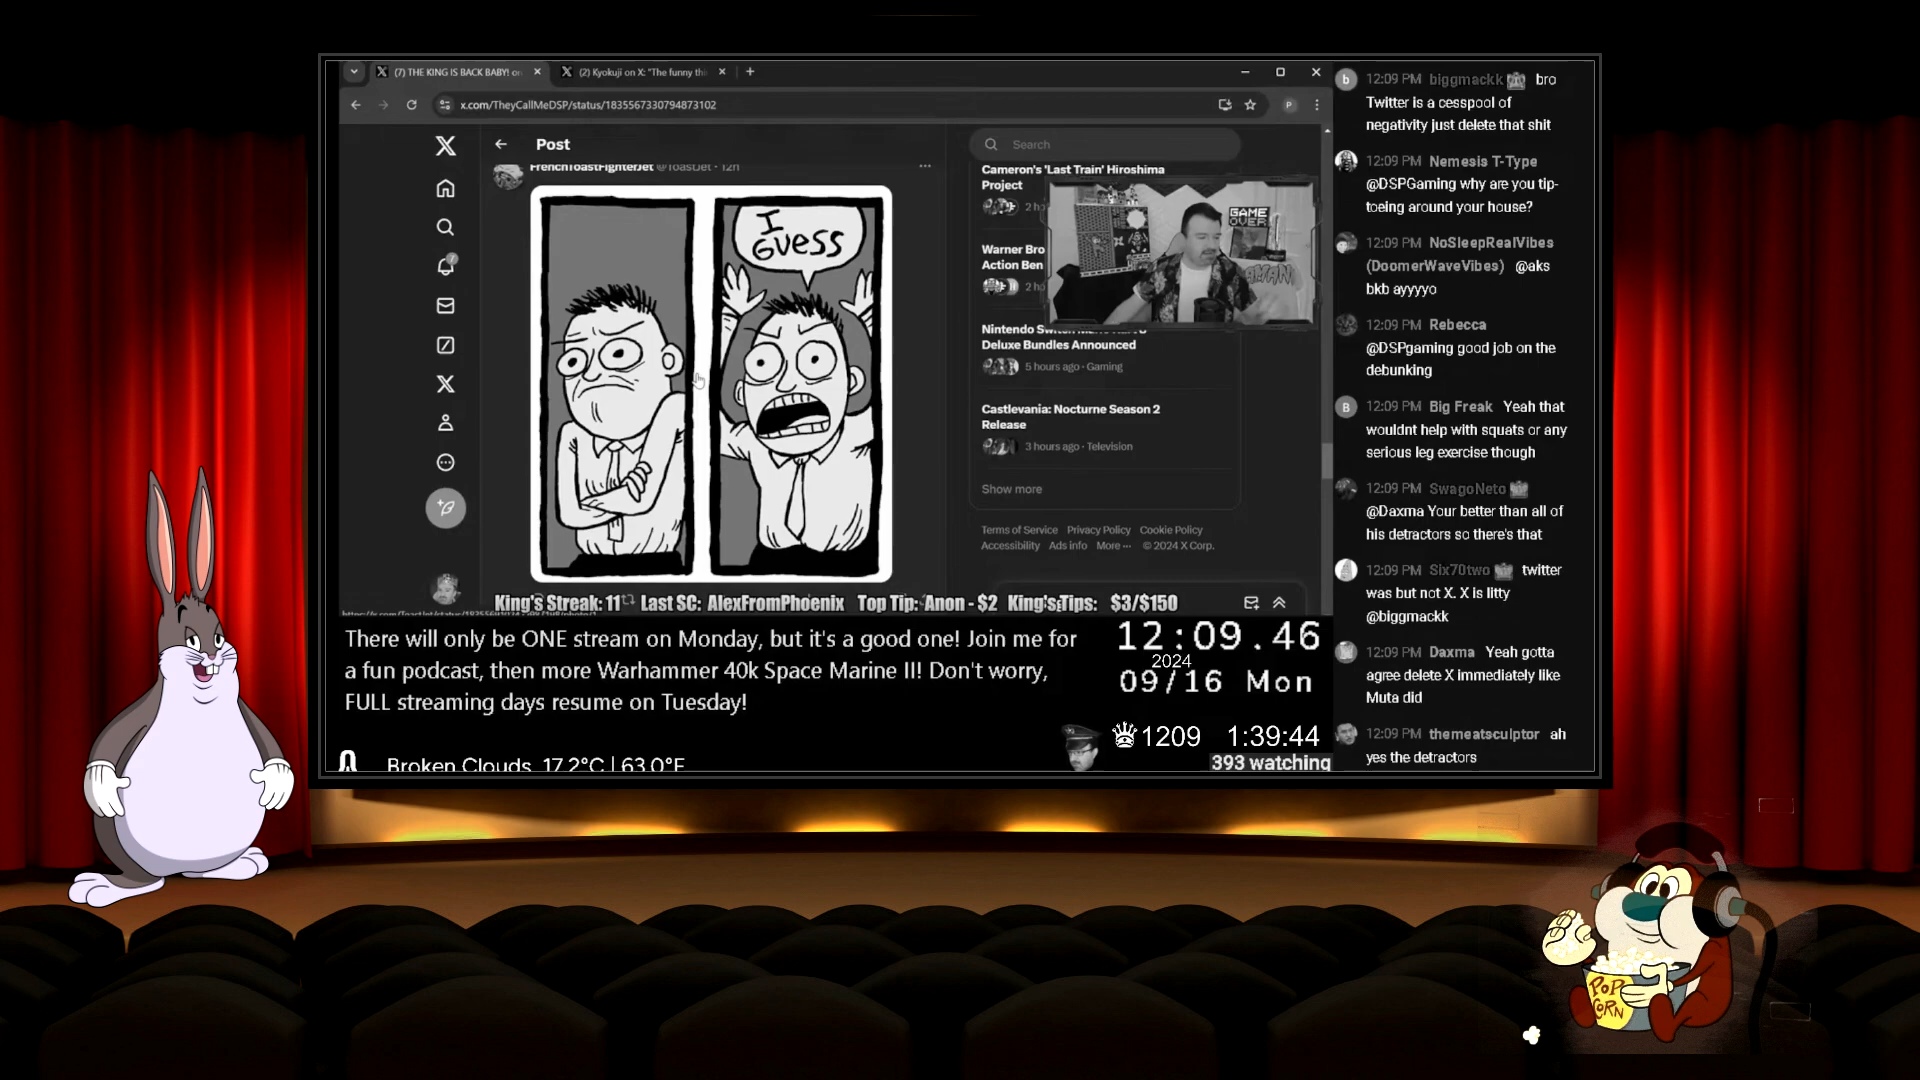 (7) THE KING IS BACK BABY! on
(2) Kyokuji on X: "The funny thi
x.com/TheyCallMeDSP/status/1835567330794873102
P
Post
Search
FrenchToastFighterJet @ToastJet · 12h
I
GUESS
Cameron's 'Last Train' Hiroshima
Project
2 ho
Warner Bro
Action Ben
2 ho
Deluxe Bundles Announced
5 hours ago · Gaming
Castlevania: Nocturne Season 2
Release
3 hours ago · Television
Show more
Terms of Service Privacy Policy Cookie Policy
Accessibility Ads info More ··· © 2024 X Corp.
GAME
OVER
King's Streak: 11 Last SC: AlexFromPhoenix Top Tip: Anon - $2 King's Tips: $3/$150
There will only be ONE stream on Monday, but it's a good one! Join me for
a fun podcast, then more Warhammer 40k Space Marine II! Don't worry,
FULL streaming days resume on Tuesday!
12:09.46
2024
09/16 Mon
1209 1:39:44
393 watching
Broken Clouds 17.2°C | 63.0°F
b 12:09 PM biggmackk bro
Twitter is a cesspool of
negativity just delete that shit
12:09 PM Nemesis T-Type
@DSPGaming why are you tip-
toeing around your house?
12:09 PM NoSleepRealVibes
(DoomerWaveVibes) @aks
bkb ayyyyo
12:09 PM Rebecca
@DSPgaming good job on the
debunking
B 12:09 PM Big Freak Yeah that
wouldnt help with squats or any
serious leg exercise though
12:09 PM SwagoNeto
@Daxma Your better than all of
his detractors so there's that
12:09 PM Six70two twitter
was but not X. X is litty
@biggmackk
12:09 PM Daxma Yeah gotta
agree delete X immediately like
Muta did
12:09 PM themeatsculptor ah
yes the detractors
POP
CORN